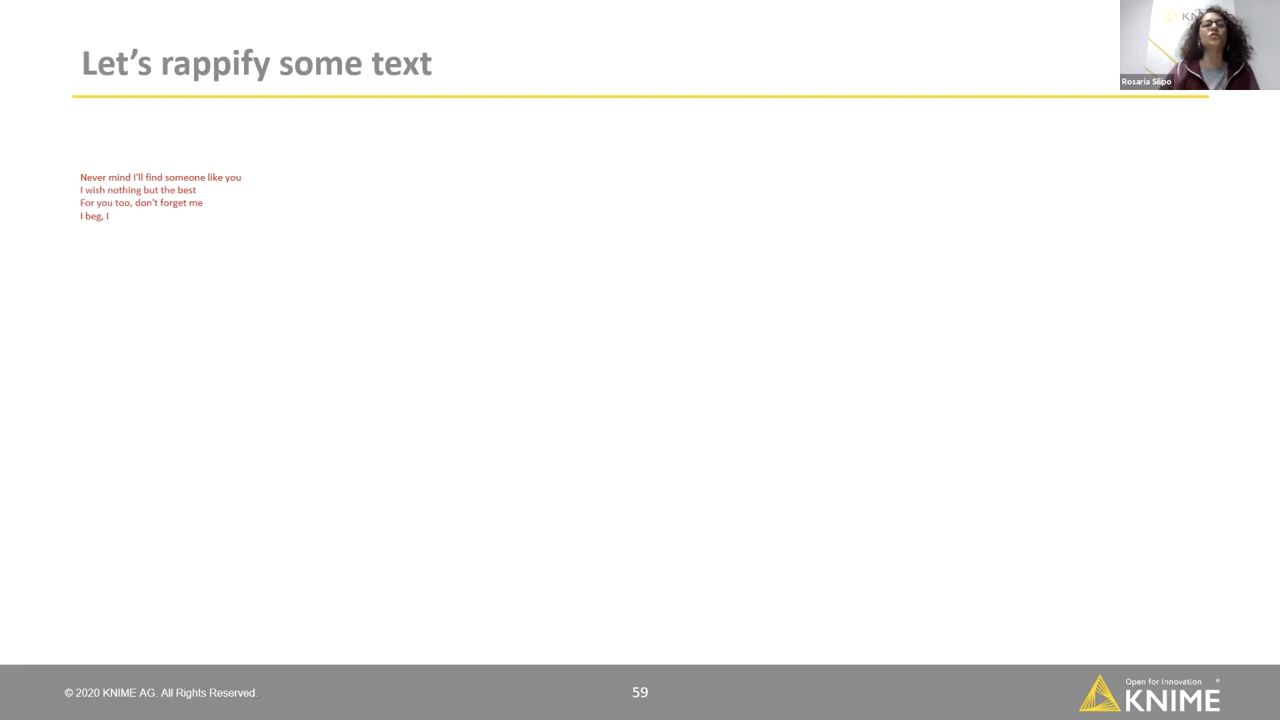 Let's rappify some text
KN
Rosaria Silipo
Never mind I'll find someone like you
I wish nothing but the best
For you too, don't forget me
I beg, I
© 2020 KNIME AG. All Rights Reserved.
59
Open for Innovation ®
KNIME